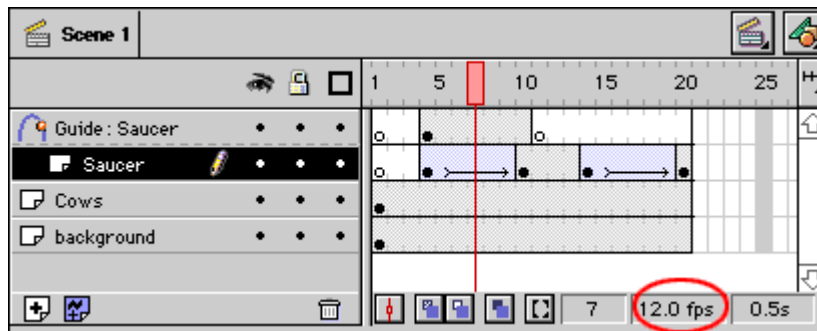 Scene 1
1 5 10 15 20 25
Guide : Saucer
Saucer
Cows
background
7 12.0 fps 0.5s